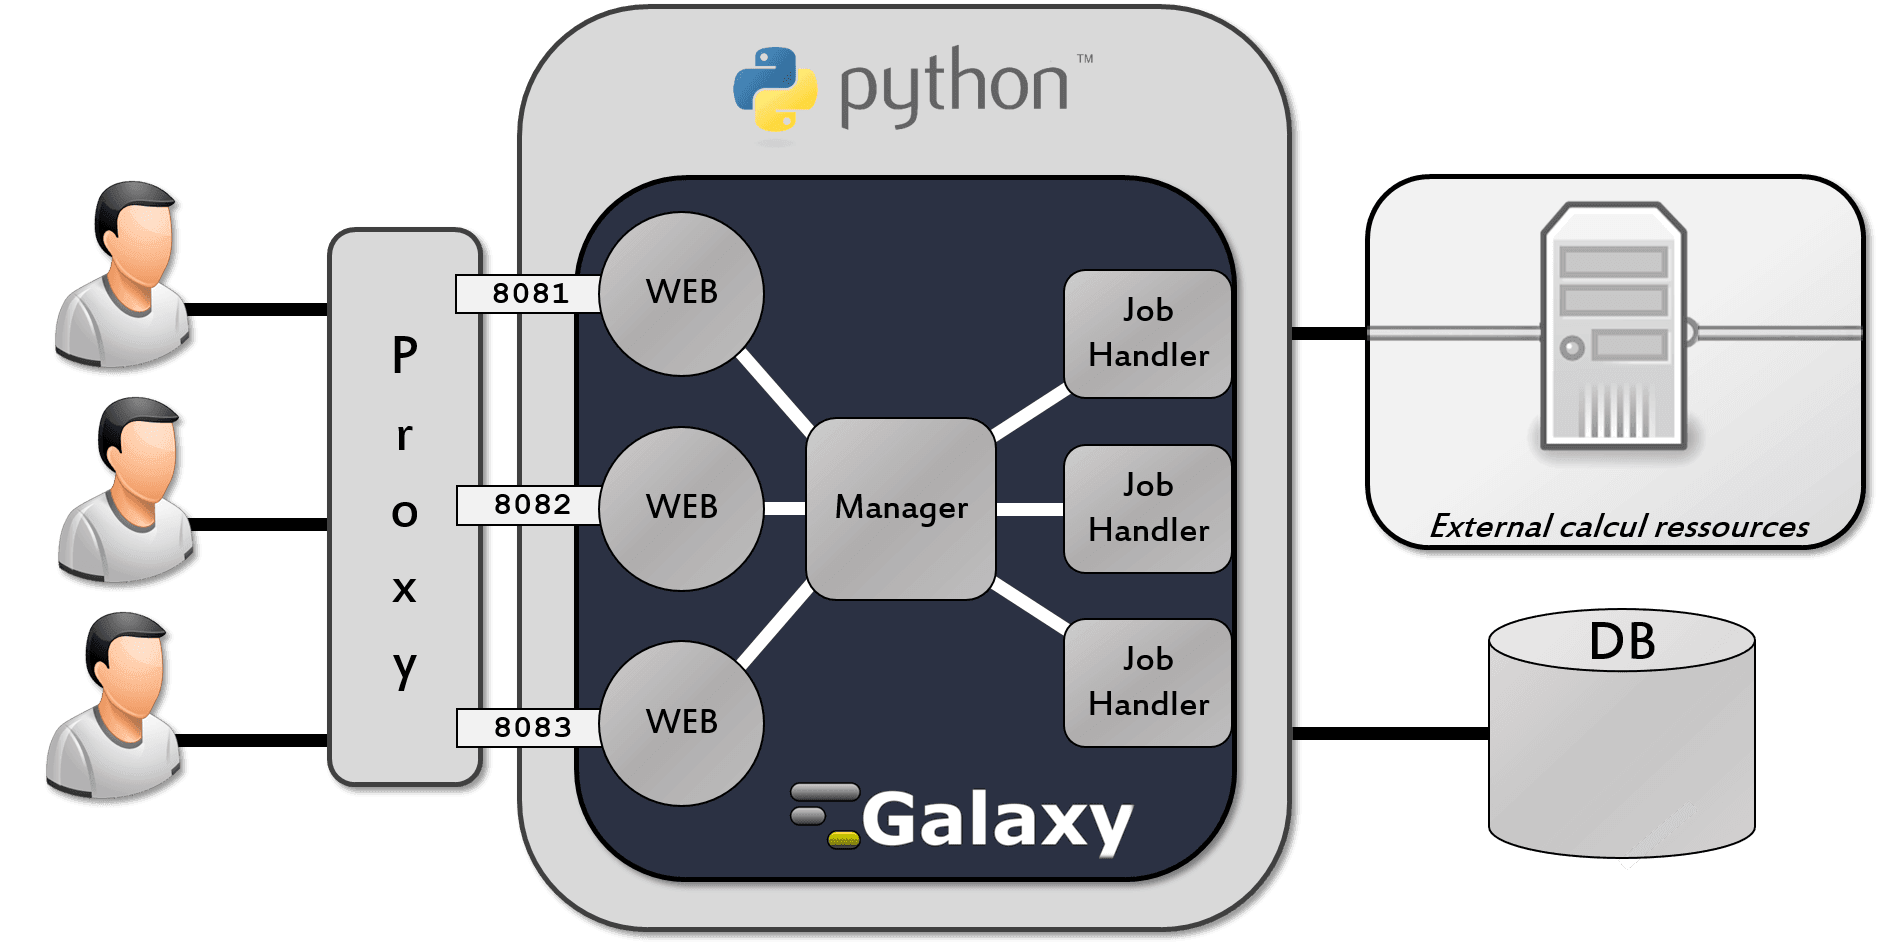 python™
P
r
o
x
y
8081
WEB
8082
WEB
8083
WEB
Manager
Job
Handler
Job
Handler
Job
Handler
Galaxy
External calcul ressources
DB